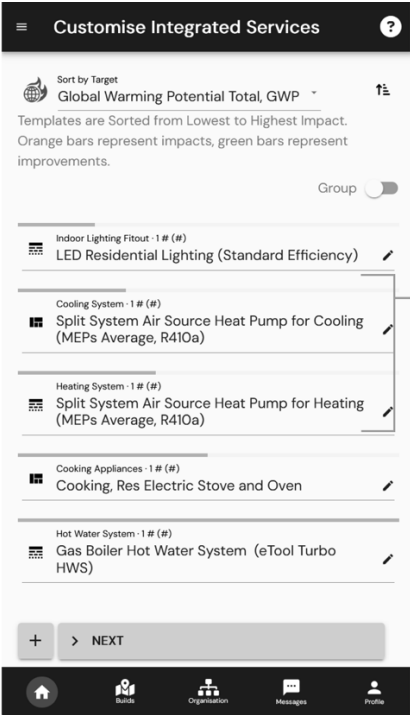 Customise Integrated Services
?
Sort by Target
Global Warming Potential Total, GWP
Templates are Sorted from Lowest to Highest Impact.
Orange bars represent impacts, green bars represent
improvements.
Group
Indoor Lighting Fitout · 1 # (#)
LED Residential Lighting (Standard Efficiency)
Cooling System · 1 # (#)
Split System Air Source Heat Pump for Cooling
(MEPs Average, R410a)
Heating System · 1 # (#)
Split System Air Source Heat Pump for Heating
(MEPs Average, R410a)
Cooking Appliances · 1 # (#)
Cooking, Res Electric Stove and Oven
Hot Water System · 1 # (#)
Gas Boiler Hot Water System (eTool Turbo
HWS)
+ > NEXT
Builds Organisation Messages Profile